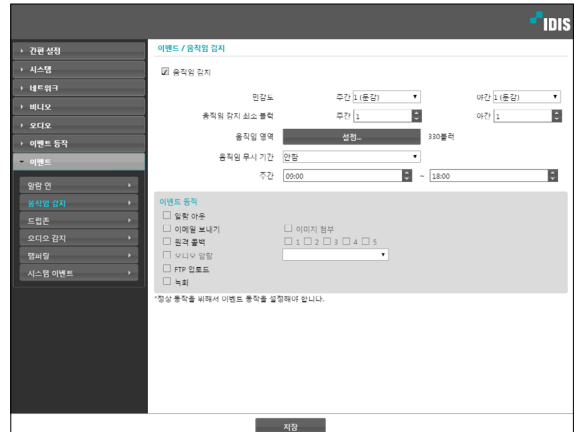 IDIS
간편 설정
시스템
네트워크
비디오
오디오
이벤트 동작
이벤트
알람 인
움직임 감지
드립존
오디오 감지
탬퍼링
시스템 이벤트
이벤트 / 움직임 감지
움직임 감지
민감도 주간 1 (둔감) 야간 1 (둔감)
움직임 감지 최소 블럭 주간 1 야간 1
움직임 영역 설정... 330블럭
움직임 무시 기간 안함
주간 09:00 ~ 18:00
이벤트 동작
알람 아웃
이메일 보내기 이미지 첨부
원격 콜백 1 2 3 4 5
오디오 알람
FTP 업로드
녹화
*정상 동작을 위해서 이벤트 동작을 설정해야 합니다.
저장